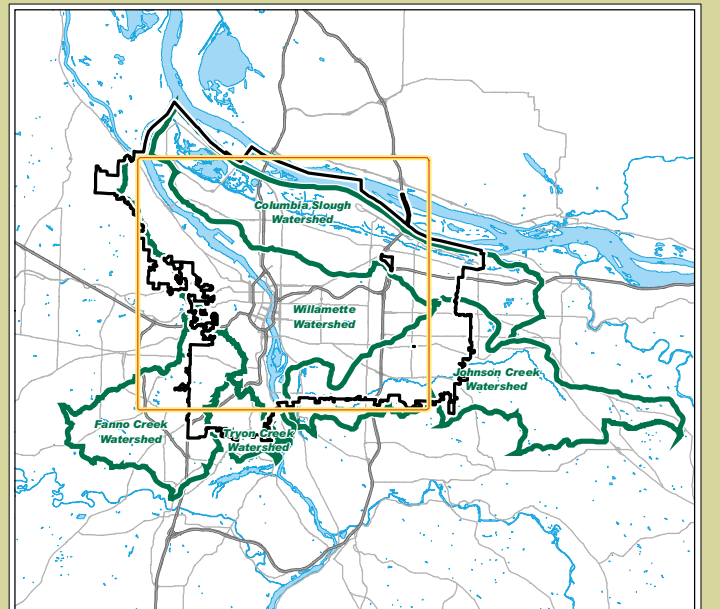 Columbia Slough
Watershed
Willamette
Watershed
Johnson Creek
Watershed
Fanno Creek
Watershed
Tryon Creek
Watershed